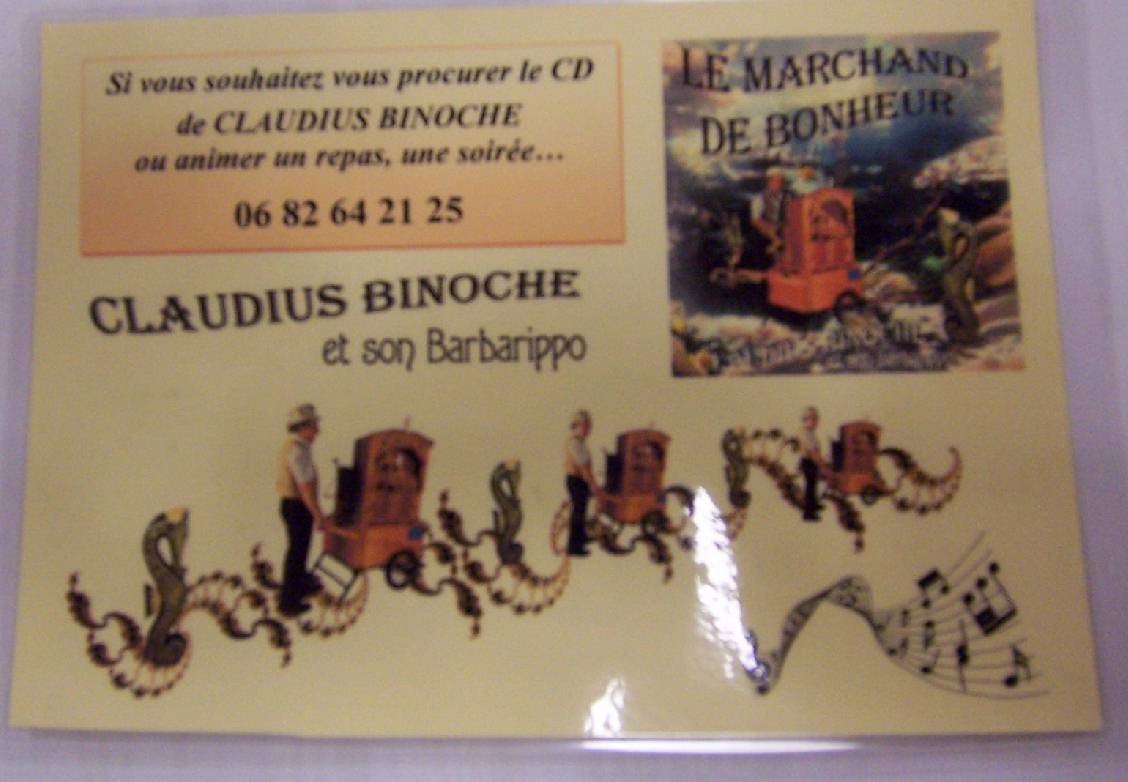 Si vous souhaitez vous procurer le CD
de CLAUDIUS BINOCHE
ou animer un repas, une soirée...
06 82 64 21 25
CLAUDIUS BINOCHE
et son Barbarippo
LE MARCHAND
DE BONHEUR